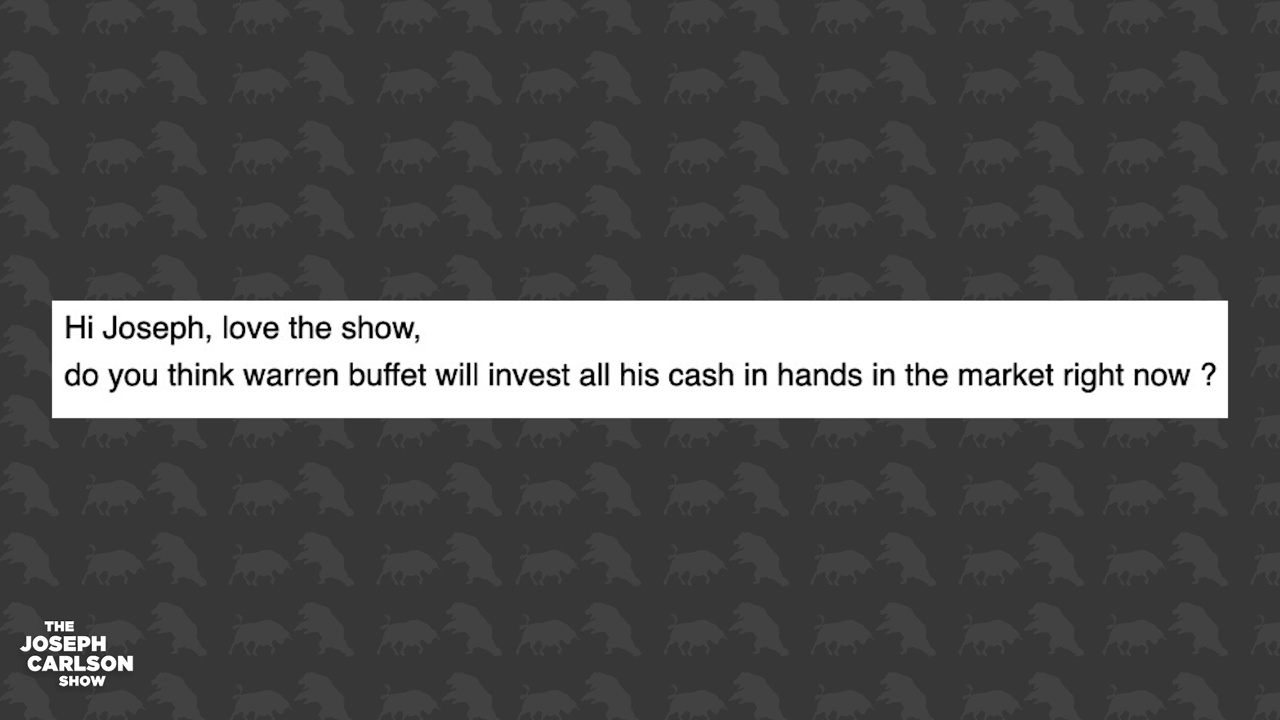 Hi Joseph, love the show,
do you think warren buffet will invest all his cash in hands in the market right now ?
THE
JOSEPH
CARLSON
SHOW